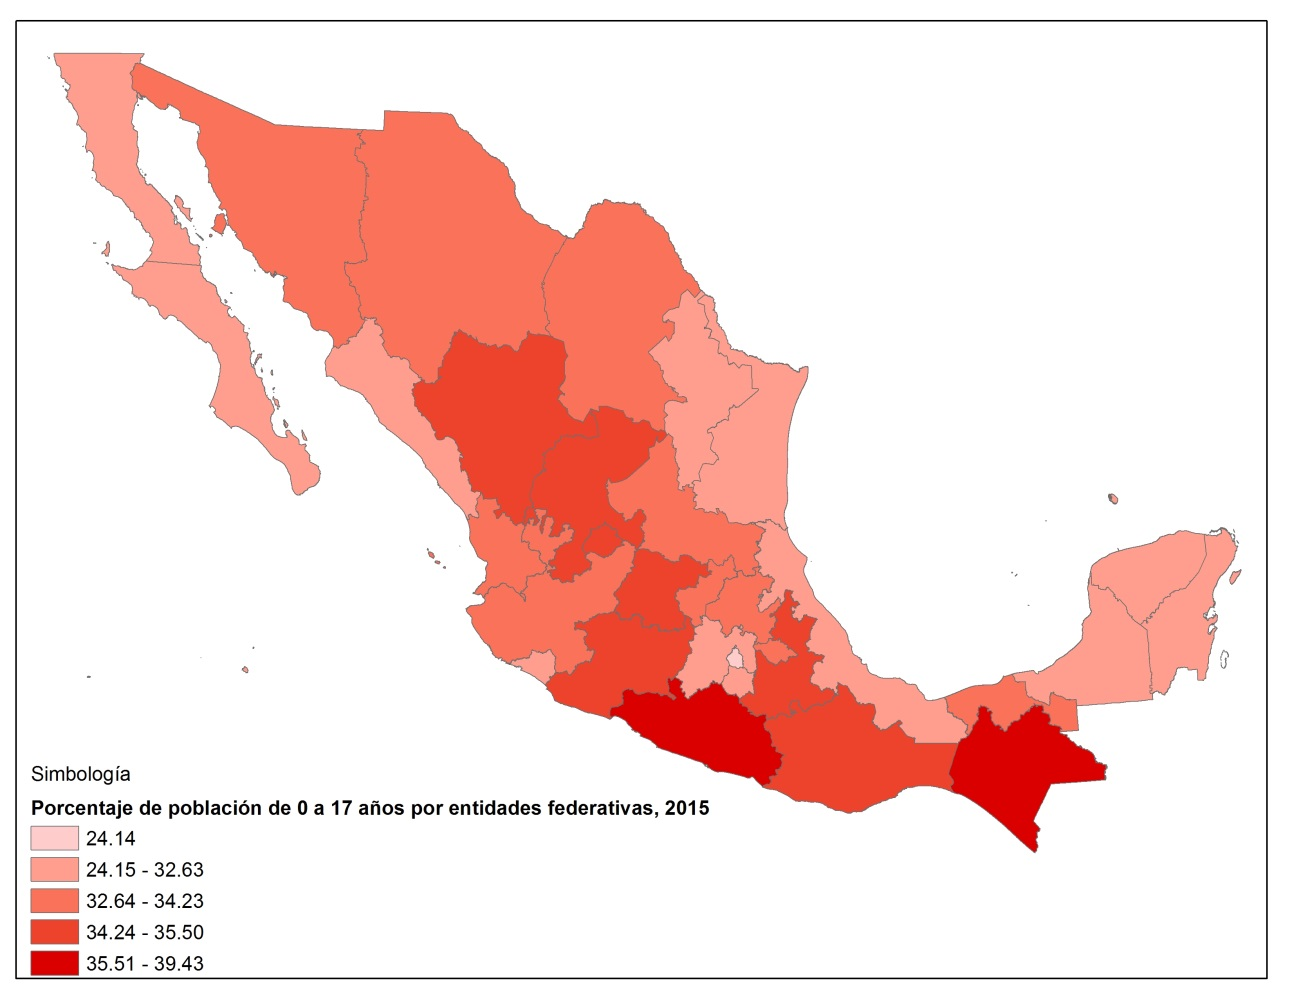 Simbología
Porcentaje de población de 0 a 17 años por entidades federativas, 2015
24.14
24.15 - 32.63
32.64 - 34.23
34.24 - 35.50
35.51 - 39.43